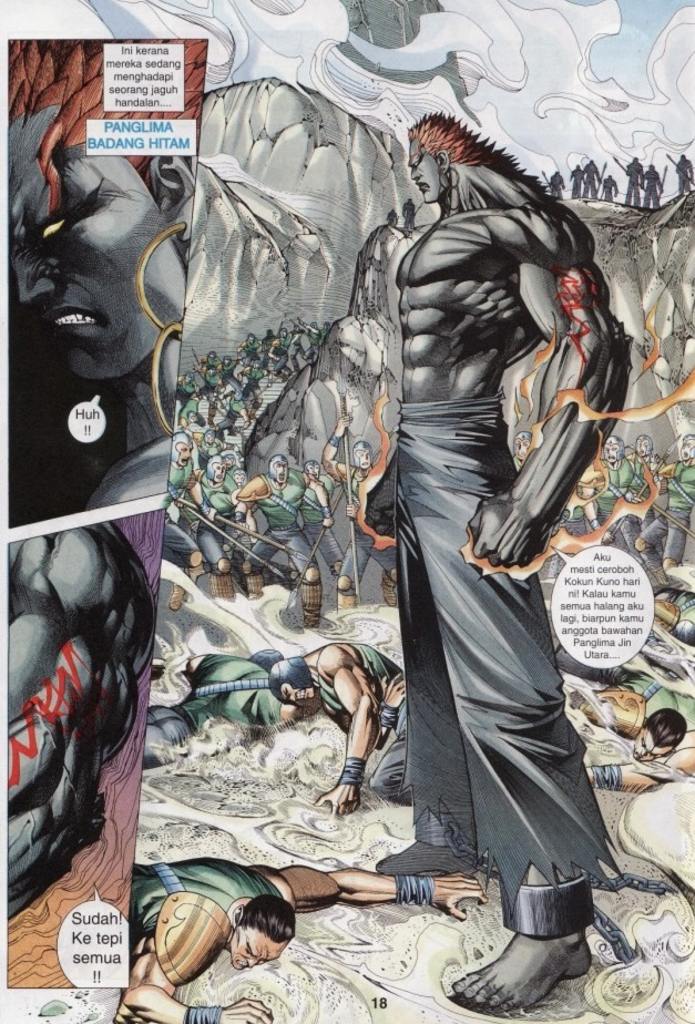 Ini kerana
mereka sedang
menghadapi
seorang jaguh
handalan....
PANGLIMA
BADANG HITAM
Huh
!!
Aku
mesti ceroboh
Kokun Kuno hari
ni! Kalau kamu
semua halang aku
lagi, biarpun kamu
anggota bawahan
Panglima Jin
Utara....
Sudah!
Ke tepi
semua
!!
18